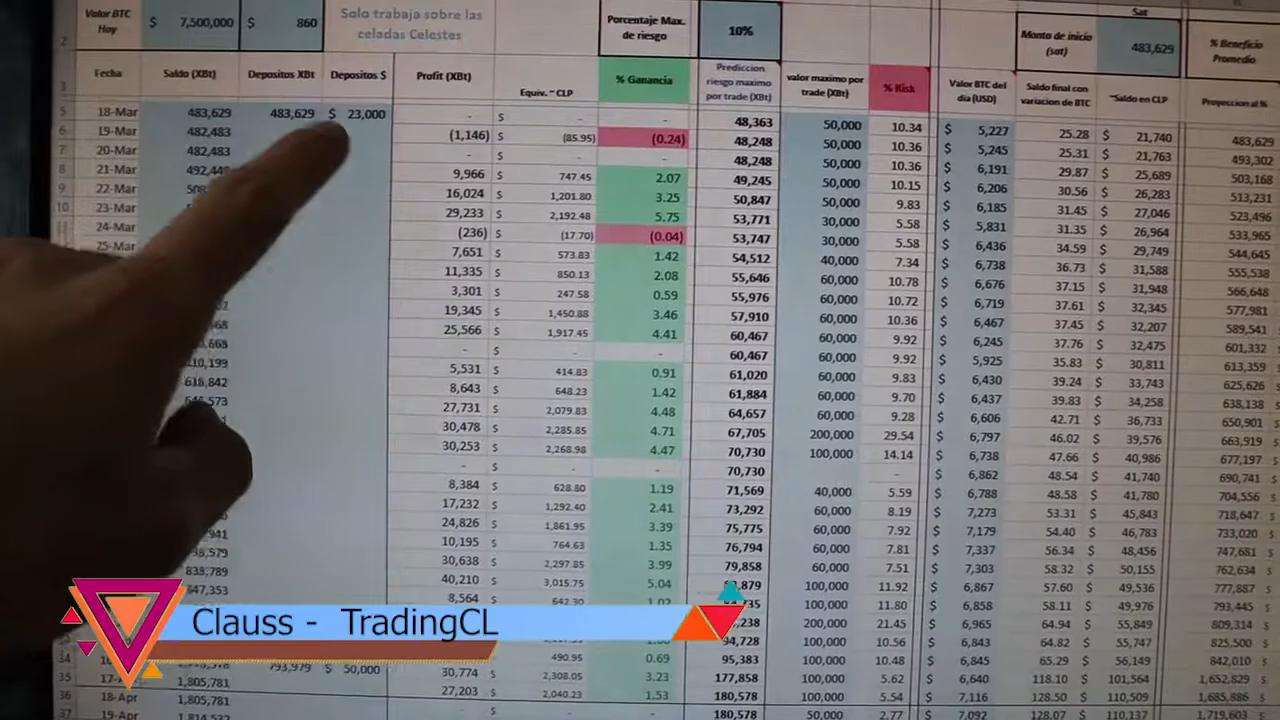 Valor BTC Hoy $ 7,500,000 $ 860 Solo trabaja sobre las celadas Celestes Porcentaje Max. de riesgo 10% Sat Monto de inicio (sat) 483,629 % Beneficio Promedio
Fecha Saldo (XBt) Depositos XBt Depositos $ Profit (XBt) Equiv. ~ CLP % Ganancia Prediccion riesgo maximo por trade (XBt) valor maximo por trade (XBt) % Risk Valor BTC del dia (USD) Saldo final con variacion de BTC ~Saldo en CLP Proyeccion al %
5 18-Mar 483,629 483,629 $ 23,000 - $ - - 48,363 50,000 10.34 $ 5,227 25.28 $ 21,740 483,629
6 19-Mar 482,483 (1,146) $ (85.95) (0.24) 48,248 50,000 10.36 $ 5,245 25.31 $ 21,763 493,302
7 20-Mar 482,483 - $ - - 48,248 50,000 10.36 $ 6,191 29.87 $ 25,689 503,168
8 21-Mar 9,966 $ 747.45 2.07 49,245 50,000 10.15 $ 6,206 30.56 $ 26,283 513,231
9 22-Mar 16,024 $ 1,201.80 3.25 50,847 50,000 9.83 $ 6,185 31.45 $ 27,046 523,496
10 23-Mar 29,233 $ 2,192.48 5.75 53,771 30,000 5.58 $ 5,831 31.35 $ 26,964 533,965
24-Mar (236) $ (17.70) (0.04) 53,747 30,000 5.58 $ 6,436 34.59 $ 29,749 544,645
25-Mar 7,651 $ 573.83 1.42 54,512 40,000 7.34 $ 6,738 36.73 $ 31,588 555,538
11,335 $ 850.13 2.08 55,646 60,000 10.78 $ 6,676 37.15 $ 31,948 566,648
3,301 $ 247.58 0.59 55,976 60,000 10.72 $ 6,719 37.61 $ 32,345 577,981
19,345 $ 1,450.88 3.46 57,910 60,000 10.36 $ 6,467 37.45 $ 32,207 589,541
25,566 $ 1,917.45 4.41 60,467 60,000 9.92 $ 6,245 37.76 $ 32,475 601,332
- $ - - 60,467 60,000 9.92 $ 5,925 35.83 $ 30,811 613,359
5,531 $ 414.83 0.91 61,020 60,000 9.83 $ 6,430 39.24 $ 33,743 625,626
618,842 8,643 $ 648.23 1.42 61,884 60,000 9.70 $ 6,437 39.83 $ 34,258 638,138
27,731 $ 2,079.83 4.48 64,657 60,000 9.28 $ 6,606 42.71 $ 36,733 650,901
30,478 $ 2,285.85 4.71 67,705 200,000 29.54 $ 6,797 46.02 $ 39,576 663,919
30,253 $ 2,268.98 4.47 70,730 100,000 14.14 $ 6,738 47.66 $ 40,986 677,197
- $ - - 70,730 - $ 6,862 48.54 $ 41,740 690,741
8,384 $ 628.80 1.19 71,569 40,000 5.59 $ 6,788 48.58 $ 41,780 704,556
17,232 $ 1,292.40 2.41 73,292 60,000 8.19 $ 7,273 53.31 $ 45,843 718,647
24,826 $ 1,861.95 3.39 75,775 60,000 7.92 $ 7,179 54.40 $ 46,783 733,020
10,195 $ 764.63 1.35 76,794 60,000 7.81 $ 7,337 56.34 $ 48,456 747,681
30,638 $ 2,297.85 3.99 79,858 60,000 7.51 $ 7,303 58.32 $ 50,155 762,634
835,789 40,210 $ 3,015.75 5.04 100,000 11.92 $ 6,867 57.60 $ 49,536 777,887
8,564 $ 642.30 1.02 100,000 11.80 $ 6,858 58.11 $ 49,976 793,445
Clauss - TradingCL 200,000 21.45 $ 6,965 64.94 $ 55,849 809,314
100,000 10.56 $ 6,843 64.82 $ 55,747 825,500
34 490.95 0.69 95,383 100,000 10.48 $ 6,845 65.29 $ 56,149 842,010
35 793,979 $ 50,000 30,774 $ 2,308.05 3.23 177,858 100,000 5.62 $ 6,640 118.10 $ 101,564 1,652,829
36 18-Apr 1,805,781 27,203 $ 2,040.23 1.53 180,578 100,000 5.54 $ 7,116 128.50 $ 110,509 1,685,886
37 19-Apr - $ - - 180,578 50,000 2.77 $ 7,092 128.07 $ 110,137 1,719,603